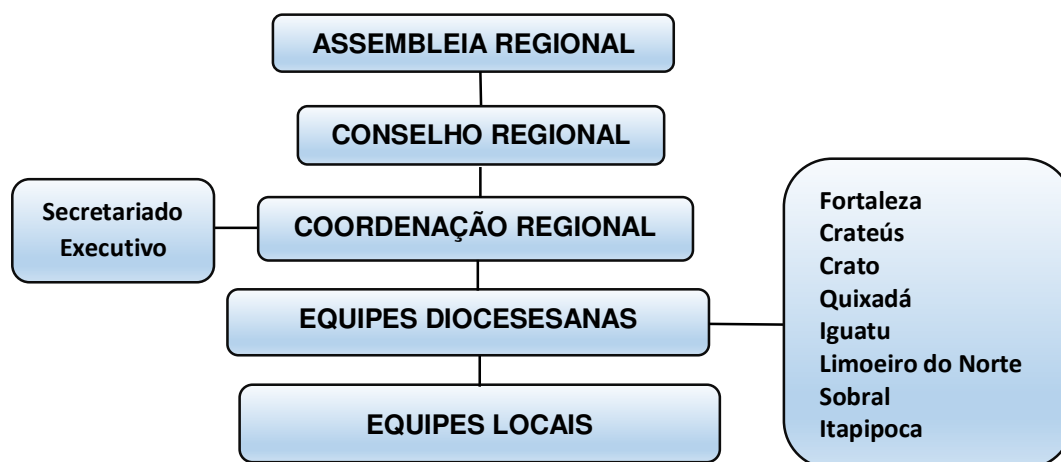 ASSEMBLEIA REGIONAL
CONSELHO REGIONAL
Secretariado
Executivo
COORDENAÇÃO REGIONAL
EQUIPES DIOCESESANAS
Fortaleza
Crateús
Crato
Quixadá
Iguatu
Limoeiro do Norte
Sobral
Itapipoca
EQUIPES LOCAIS